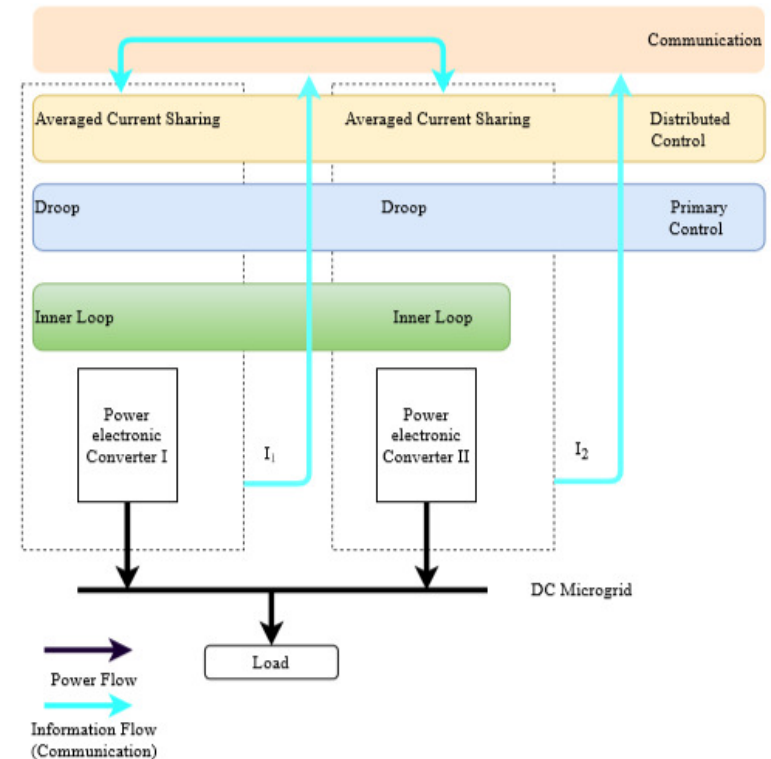 Communication
Averaged Current Sharing
Averaged Current Sharing
Distributed
Control
Droop
Droop
Primary
Control
Inner Loop
Inner Loop
Power
electronic
Converter I
I₁
Power
electronic
Converter II
I₂
DC Microgrid
Load
Power Flow
Information Flow
(Communication)